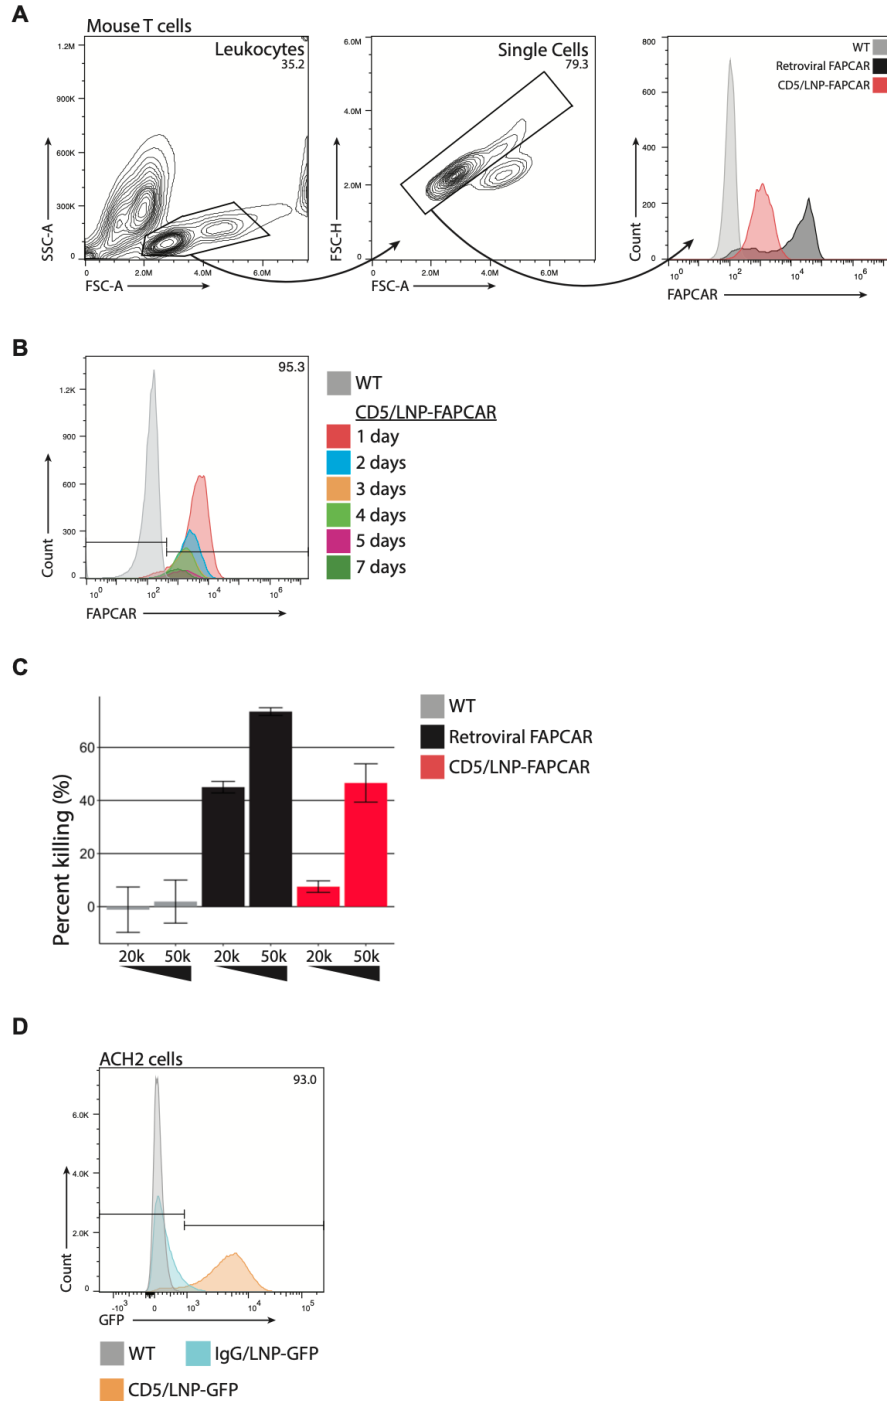 A
Mouse T cells
Leukocytes
35.2
1.2M
900K
600K
300K
0
SSC-A
0
2.0M
4.0M
6.0M
FSC-A
Single Cells
79.3
6.0M
4.0M
2.0M
0
FSC-H
0
2.0M
4.0M
6.0M
FSC-A
WT
Retroviral FAPCAR
CD5/LNP-FAPCAR
800
600
400
200
0
Count
10^0
10^2
10^4
10^6
FAPCAR
B
95.3
1.2K
900
600
300
0
Count
10^0
10^2
10^4
10^6
FAPCAR
WT
CD5/LNP-FAPCAR
1 day
2 days
3 days
4 days
5 days
7 days
C
60
40
20
0
Percent killing (%)
20k 50k 20k 50k 20k 50k
WT
Retroviral FAPCAR
CD5/LNP-FAPCAR
D
ACH2 cells
93.0
6.0K
4.0K
2.0K
0
Count
-10^3
0
10^3
10^4
10^5
GFP
WT
IgG/LNP-GFP
CD5/LNP-GFP